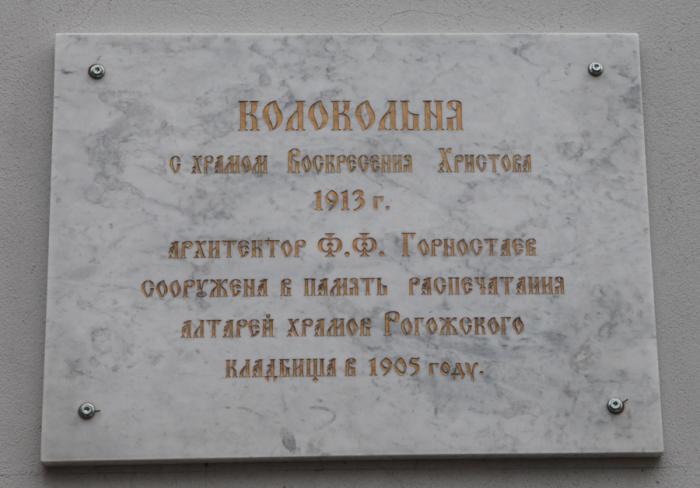 КОЛОКОЛЬНЯ
С ХРАМОМ ВОСКРЕСЕНИЯ ХРИСТОВА
1913 г.
АРХИТЕКТОР Ф.Ф. ГОРНОСТАЕВ
СООРУЖЕНА В ПАМЯТЬ РАСПЕЧАТАНИЯ
АЛТАРЕЙ ХРАМОВ РОГОЖСКОГО
КЛАДБИЩА В 1905 ГОДУ.